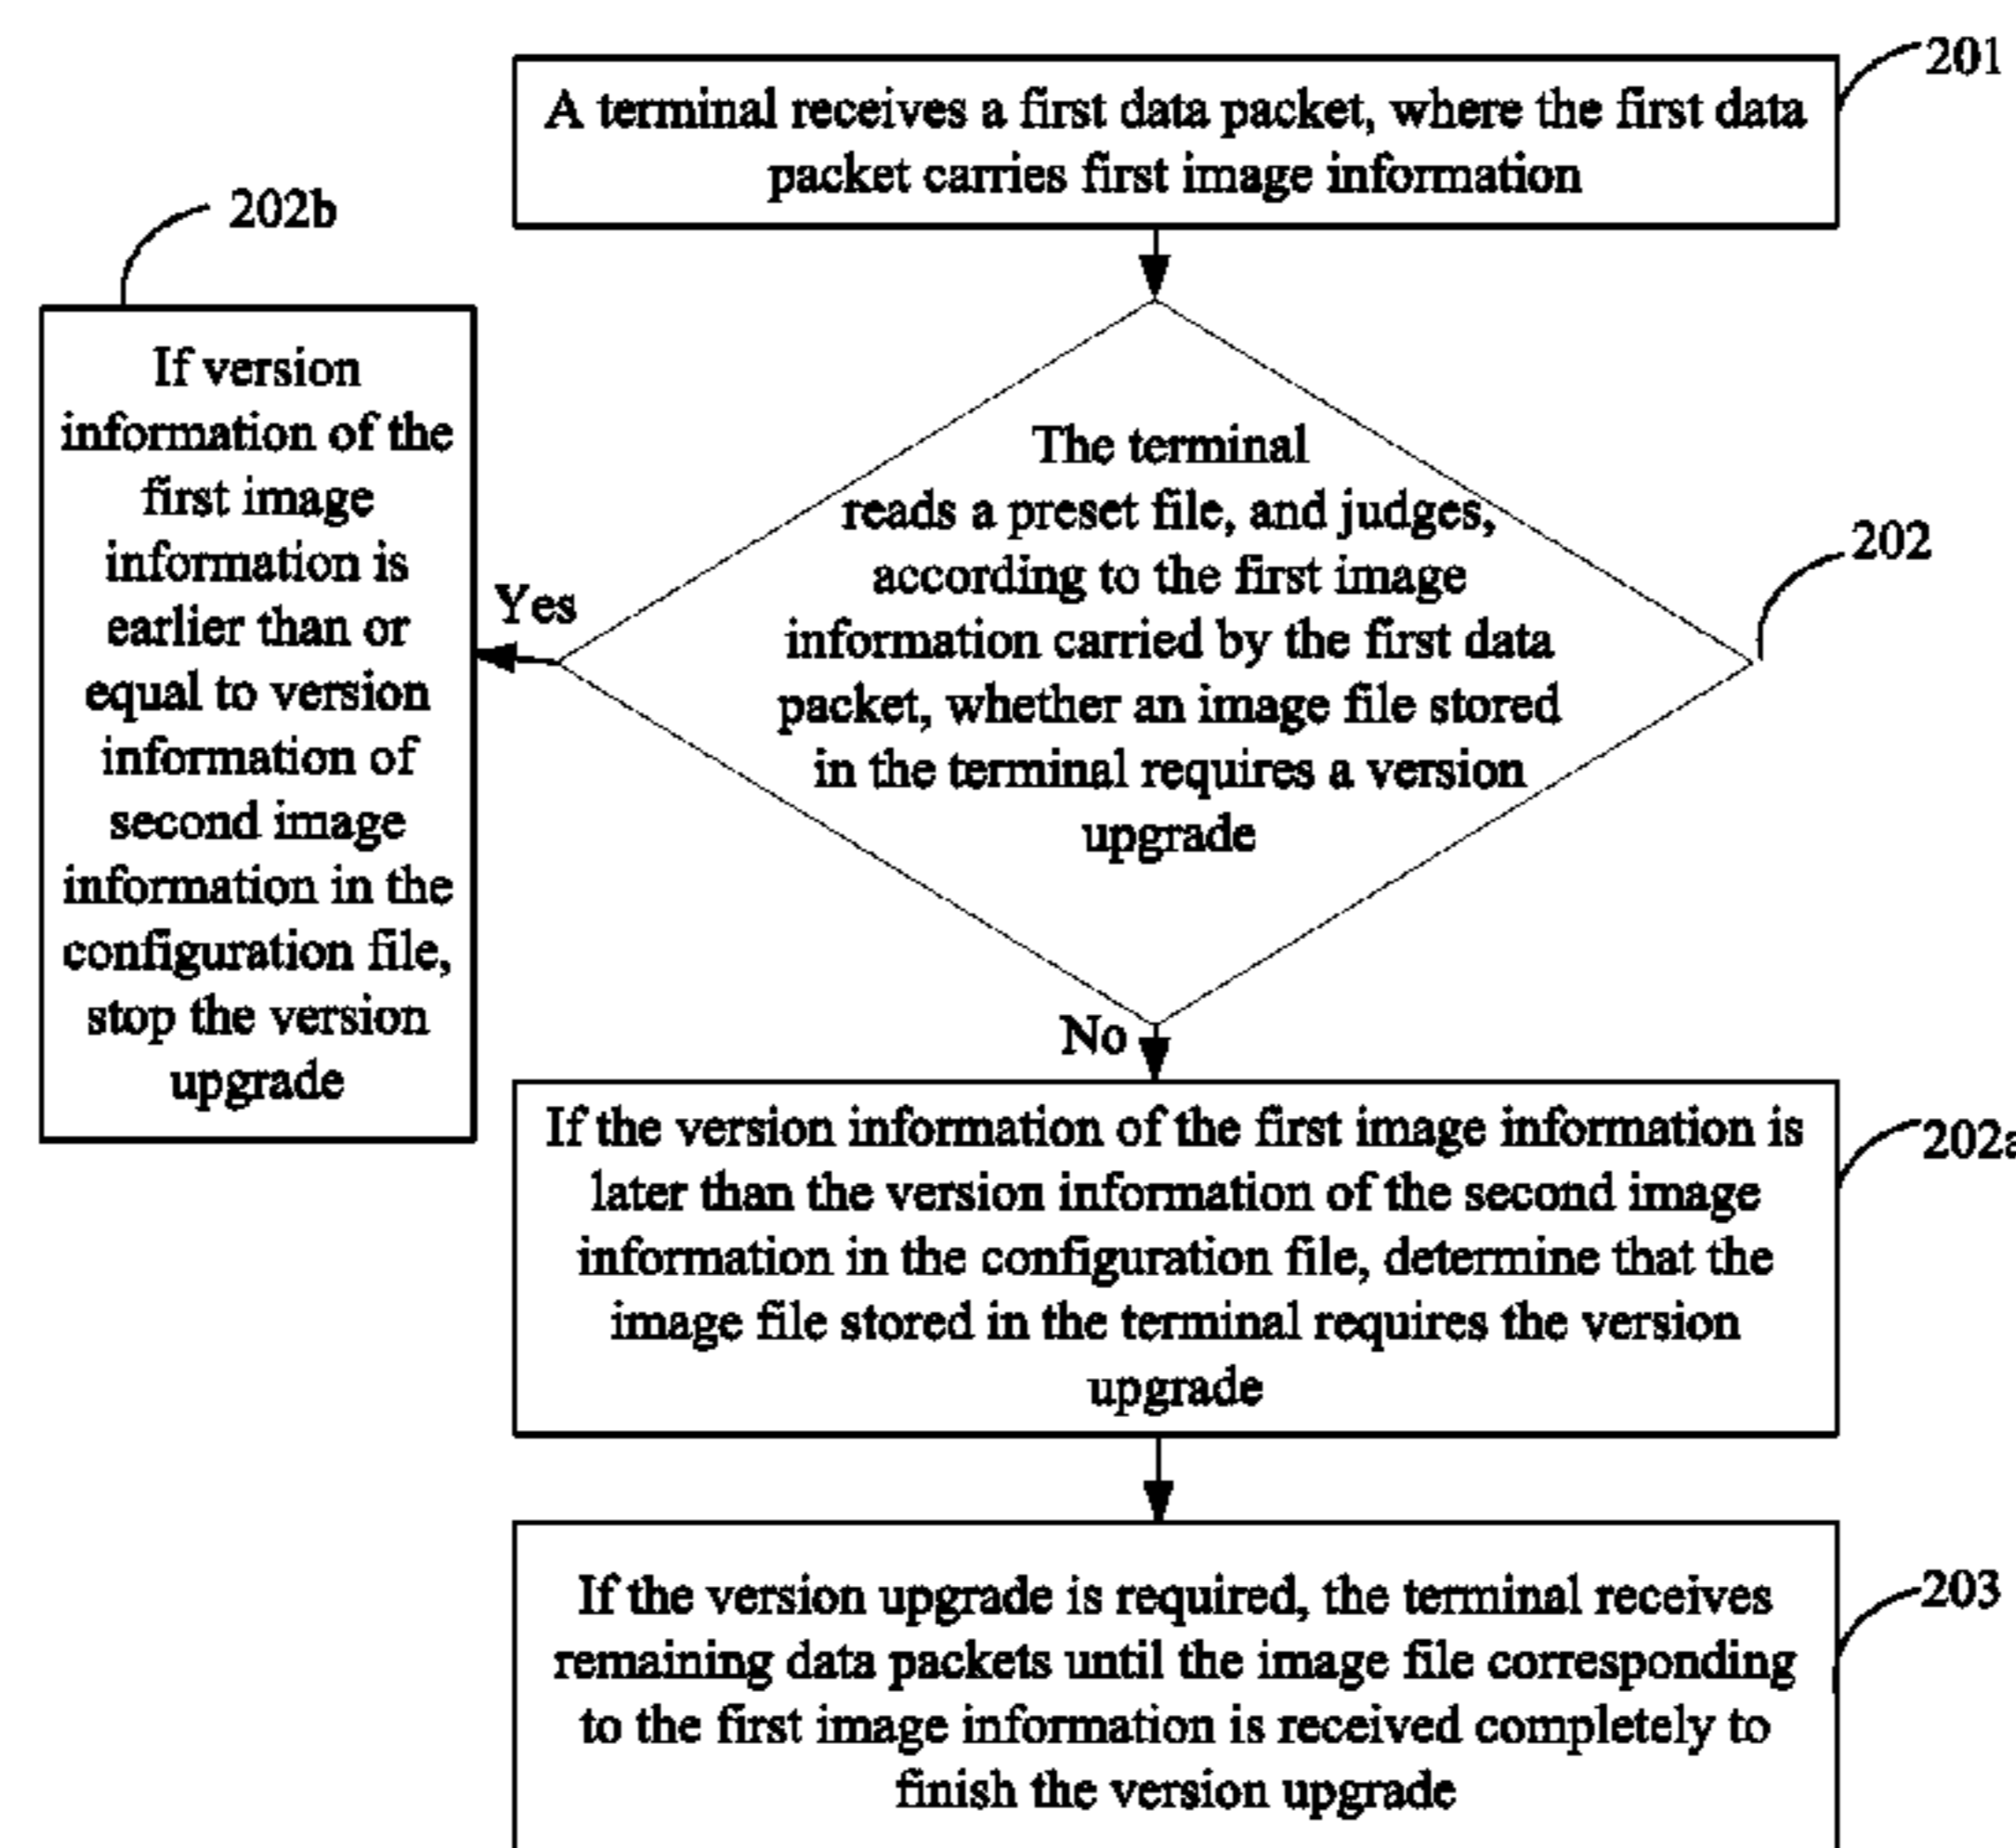 201
A terminal receives a first data packet, where the first data
packet carries first image information
202b
If version
information of the
first image
information is
earlier than or
equal to version
information of
second image
information in the
configuration file,
stop the version
upgrade
Yes
The terminal
reads a preset file, and judges,
according to the first image
information carried by the first data
packet, whether an image file stored
in the terminal requires a version
upgrade
202
No
If the version information of the first image information is
later than the version information of the second image
information in the configuration file, determine that the
image file stored in the terminal requires the version
upgrade
202a
If the version upgrade is required, the terminal receives
remaining data packets until the image file corresponding
to the first image information is received completely to
finish the version upgrade
203